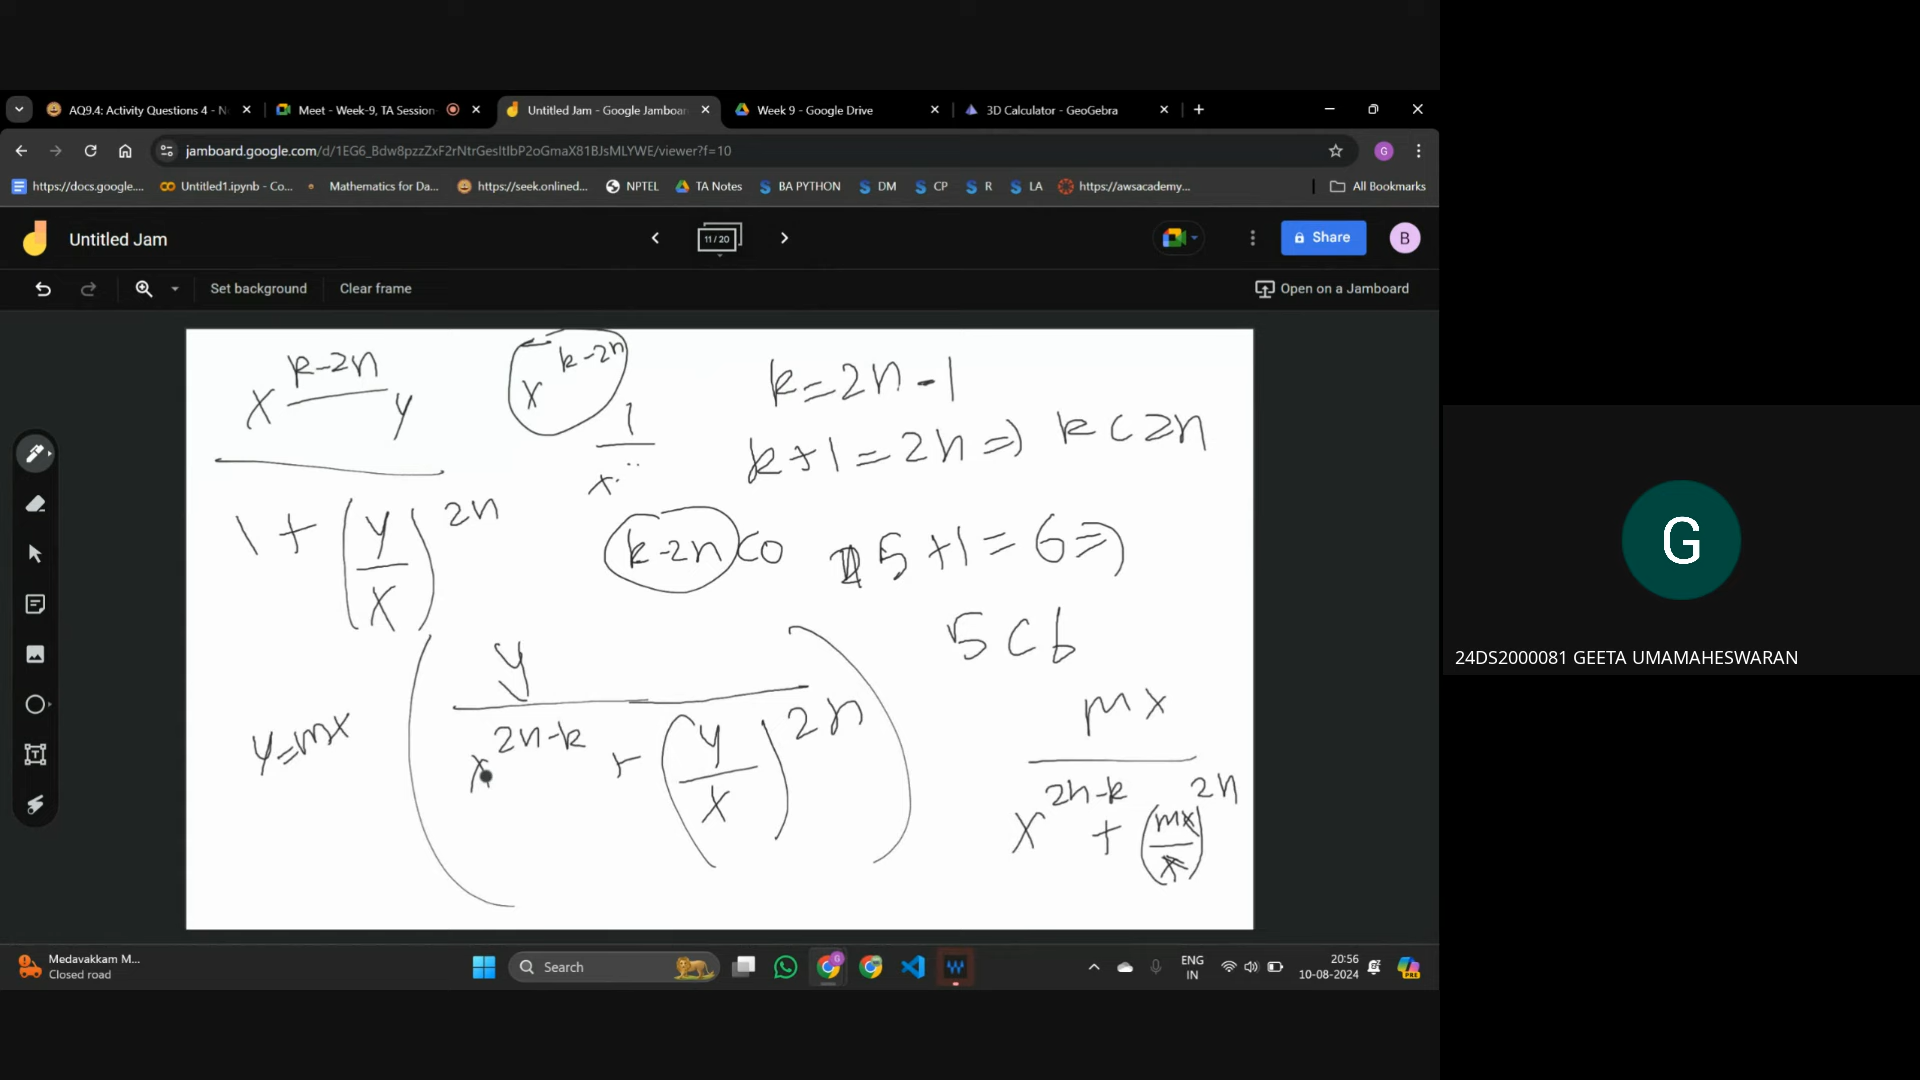 AQ9.4: Activity Questions 4 - N
Meet - Week-9, TA Session
Untitled Jam - Google Jamboar
Week 9 - Google Drive
3D Calculator - GeoGebra
jamboard.google.com/d/1EG6_Bdw8pzzZxF2rNtrGesItIbP2oGmaX81BJsMLYWE/viewer?f=10
G
https://docs.google....
Untitled1.ipynb - Co...
Mathematics for Da...
https://seek.onlined...
NPTEL
TA Notes
BA PYTHON
DM
CP
R
LA
https://awsacademy...
All Bookmarks
Untitled Jam
11 / 20
Share
B
Set background
Clear frame
Open on a Jamboard
x^{k-2n} y / 1 + (y/x)^{2n}
x^{k-2n}
1/x..
k=2n-1
k+1=2n => k<2n
k-2n<0
5+1=6=>
5<6
y=mx
(y / x^{2n-k} + (y/x)^{2n})
mx / x^{2n-k} + (mx/x)^{2n}
G
24DS2000081 GEETA UMAMAHESWARAN
Medavakkam M...
Closed road
Search
ENG
IN
20:56
10-08-2024